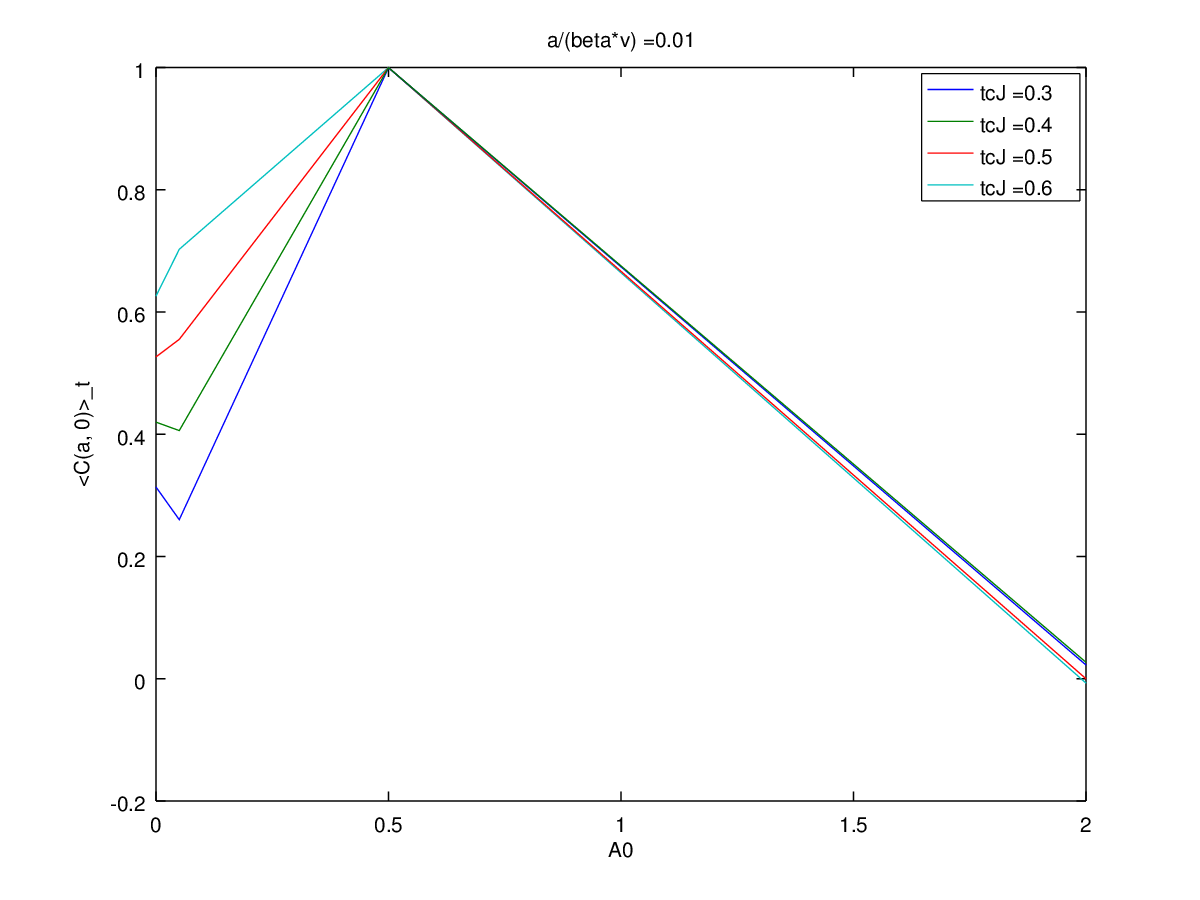 a/(beta*v) =0.01
tcJ =0.3
tcJ =0.4
tcJ =0.5
tcJ =0.6
1
0.8
0.6
0.4
0.2
0
-0.2
<C(a, 0)>_t
0 0.5 1 1.5 2
A0